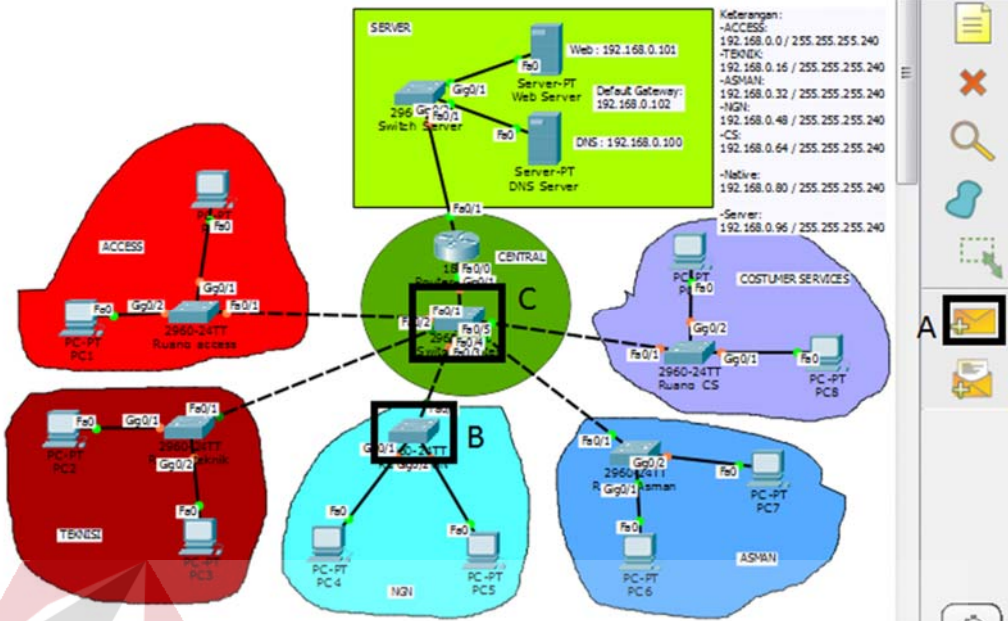 SERVER
Fa0
Web : 192.168.0.101
Gig0/1
Server-PT
Web Server
Default Gateway:
192.168.0.102
Fa0/1
Switch Server
Fa0
DNS : 192.168.0.100
Server-PT
DNS Server
Keterangan:
-ACCESS:
192.168.0.0 / 255.255.255.240
-TEKNIK:
192.168.0.16 / 255.255.255.240
-ASMAN:
192.168.0.32 / 255.255.255.240
-NGN:
192.168.0.48 / 255.255.255.240
-CS:
192.168.0.64 / 255.255.255.240
-Native:
192.168.0.80 / 255.255.255.240
-Server:
192.168.0.96 / 255.255.255.240
Fa0/1
CENTRAL
Fa0/0
C
Fa0/1
Fa0/5
ACCESS
Fa0
Gig0/1
Fa0
Gig0/2
Fa0/1
PC-PT
PC1
2960-24TT
Ruang access
COSTUMER SERVICES
PC-PT
Fa0
Gig0/2
Fa0/1
Gig0/1
Fa0
2960-24TT
Ruang CS
PC-PT
PC8
A
Fa0
Gig0/1
Fa0/1
PC-PT
PC2
2960-24TT
Gig0/2
Fa0
TEKNISI
PC-PT
PC3
B
Gig0/2
Fa0
Fa0
PC-PT
PC4
PC-PT
PC5
NGN
Fa0/1
Gig0/2
Fa0
Gig0/1
PC-PT
PC7
Fa0
PC-PT
PC6
ASMAN